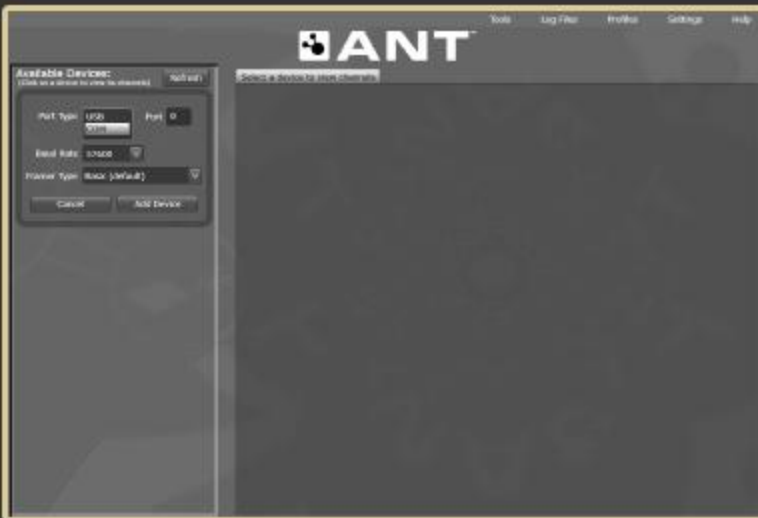 Tools Log Files Profiles Settings Help
ANT
Available Devices: Refresh
(Click on a device to view its channels)
Select a device to show channels
Port Type USB Port 0
Baud Rate 57600
Framer Type Basic (default)
Cancel Add Device